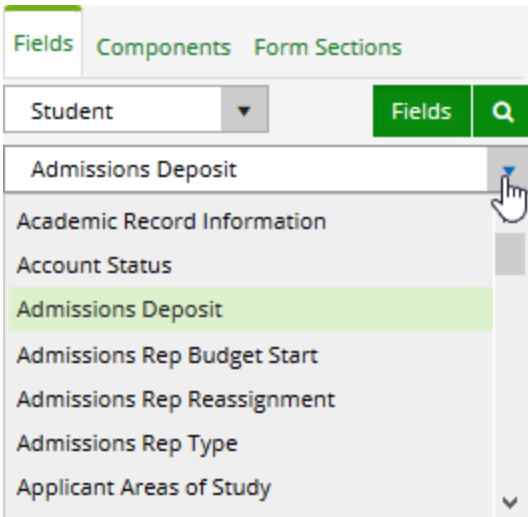 Fields Components Form Sections
Student Fields
Admissions Deposit
Academic Record Information
Account Status
Admissions Deposit
Admissions Rep Budget Start
Admissions Rep Reassignment
Admissions Rep Type
Applicant Areas of Study